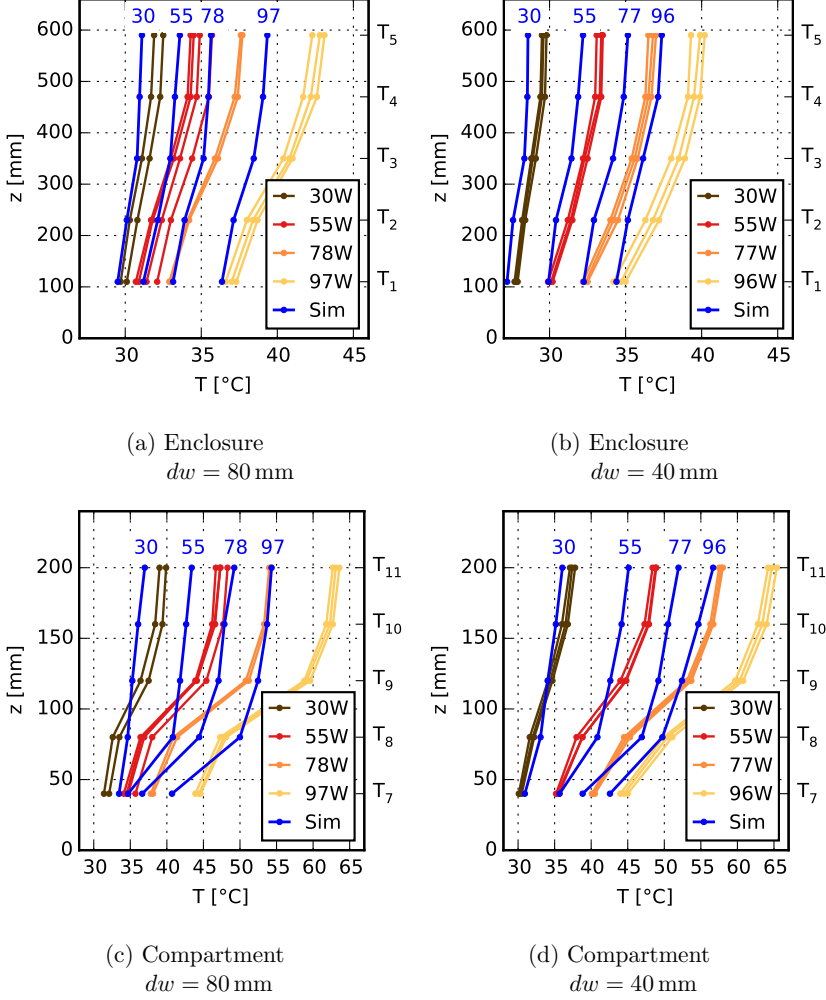 30 55 78 97
600
500
400
300
200
100
0
z [mm]
T5
T4
T3
T2
T1
30W
55W
78W
97W
Sim
30 35 40 45
T [°C]
(a) Enclosure
dw = 80 mm
30 55 77 96
600
500
400
300
200
100
0
z [mm]
T5
T4
T3
T2
T1
30W
55W
77W
96W
Sim
30 35 40
T [°C]
(b) Enclosure
dw = 40 mm
30 55 78 97
200
150
100
50
0
z [mm]
T11
T10
T9
T8
T7
30W
55W
78W
97W
Sim
30 35 40 45 50 55 60 65
T [°C]
(c) Compartment
dw = 80 mm
30 55 77 96
200
150
100
50
0
z [mm]
T11
T10
T9
T8
T7
30W
55W
77W
96W
Sim
30 35 40 45 50 55 60 65
T [°C]
(d) Compartment
dw = 40 mm